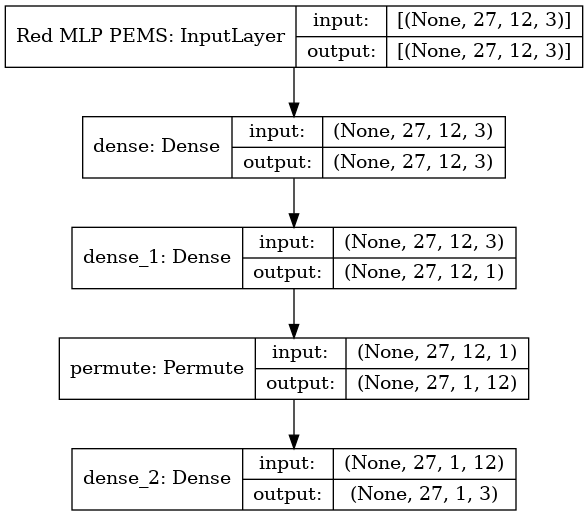 Red MLP PEMS: InputLayer
input:
[(None, 27, 12, 3)]
output:
[(None, 27, 12, 3)]
dense: Dense
input:
(None, 27, 12, 3)
output:
(None, 27, 12, 3)
dense_1: Dense
input:
(None, 27, 12, 3)
output:
(None, 27, 12, 1)
permute: Permute
input:
(None, 27, 12, 1)
output:
(None, 27, 1, 12)
dense_2: Dense
input:
(None, 27, 1, 12)
output:
(None, 27, 1, 3)